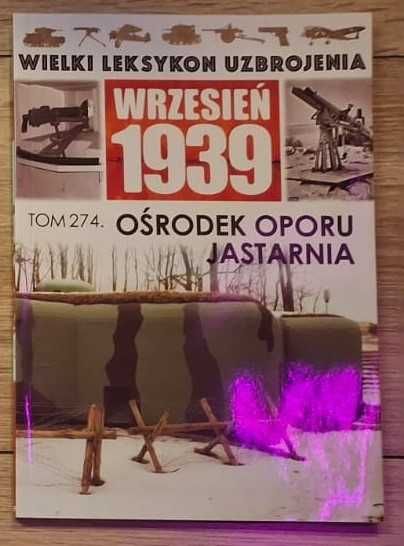 WIELKI LEKSYKON UZBROJENIA
WRZESIEŃ
1939
TOM 274. OŚRODEK OPORU
JASTARNIA